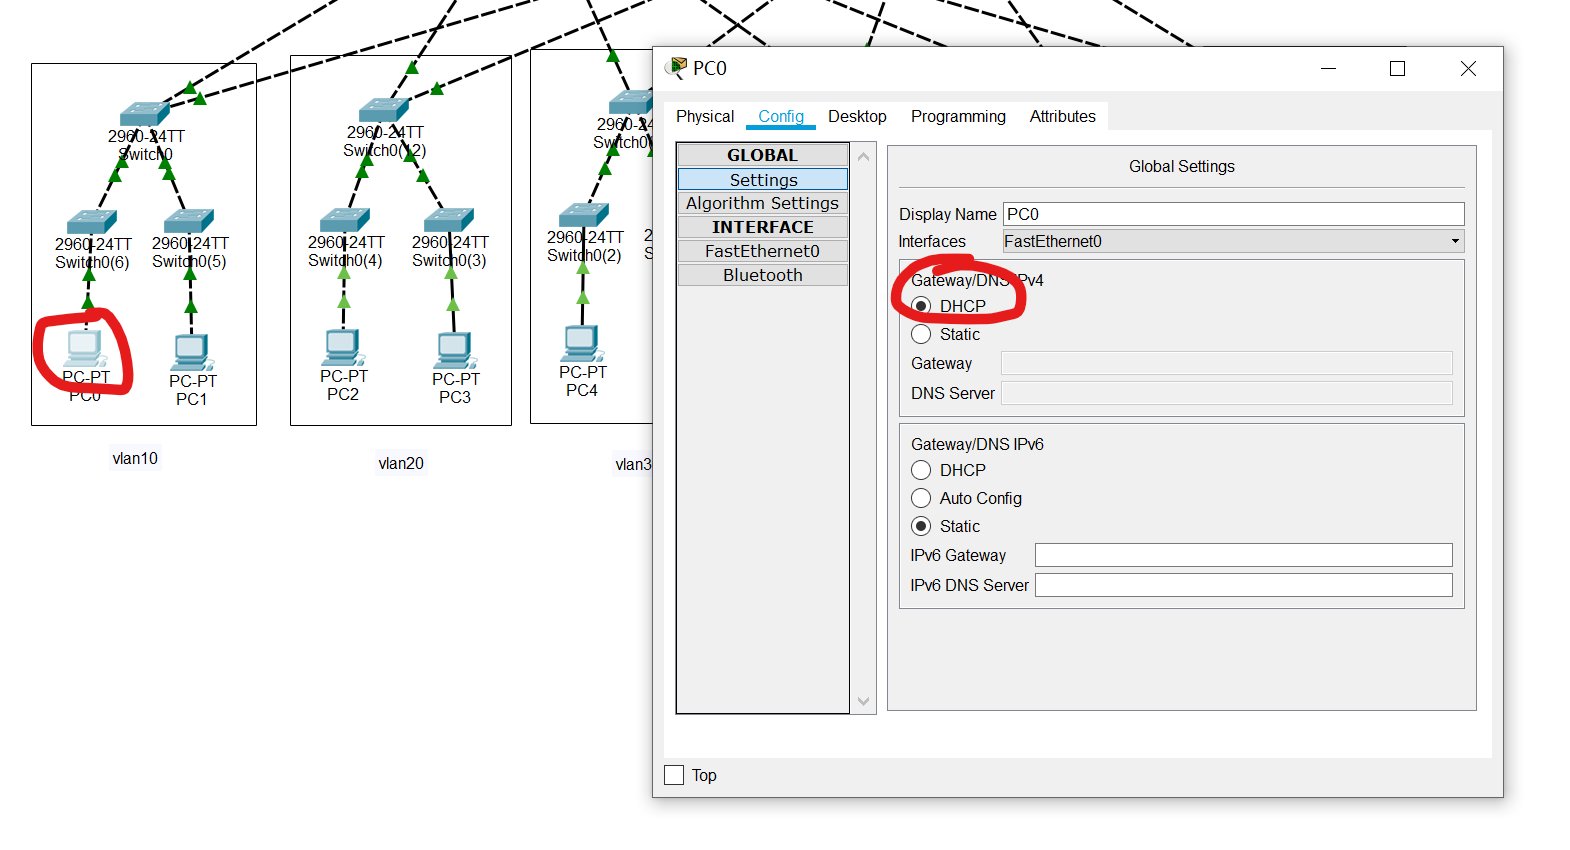 2960-24TT
Switch0
2960-24TT
Switch0(6)
2960-24TT
Switch0(5)
PC-PT
PC0
PC-PT
PC1
vlan10
2960-24TT
Switch0(12)
2960-24TT
Switch0(4)
2960-24TT
Switch0(3)
PC-PT
PC2
PC-PT
PC3
vlan20
2960-24
Switch0(
2960-24TT
Switch0(2)
2
S
PC-PT
PC4
vlan3
PC0
Physical Config Desktop Programming Attributes
GLOBAL
Settings
Algorithm Settings
INTERFACE
FastEthernet0
Bluetooth
Global Settings
Display Name PC0
Interfaces FastEthernet0
Gateway/DNS IPv4
DHCP
Static
Gateway
DNS Server
Gateway/DNS IPv6
DHCP
Auto Config
Static
IPv6 Gateway
IPv6 DNS Server
Top